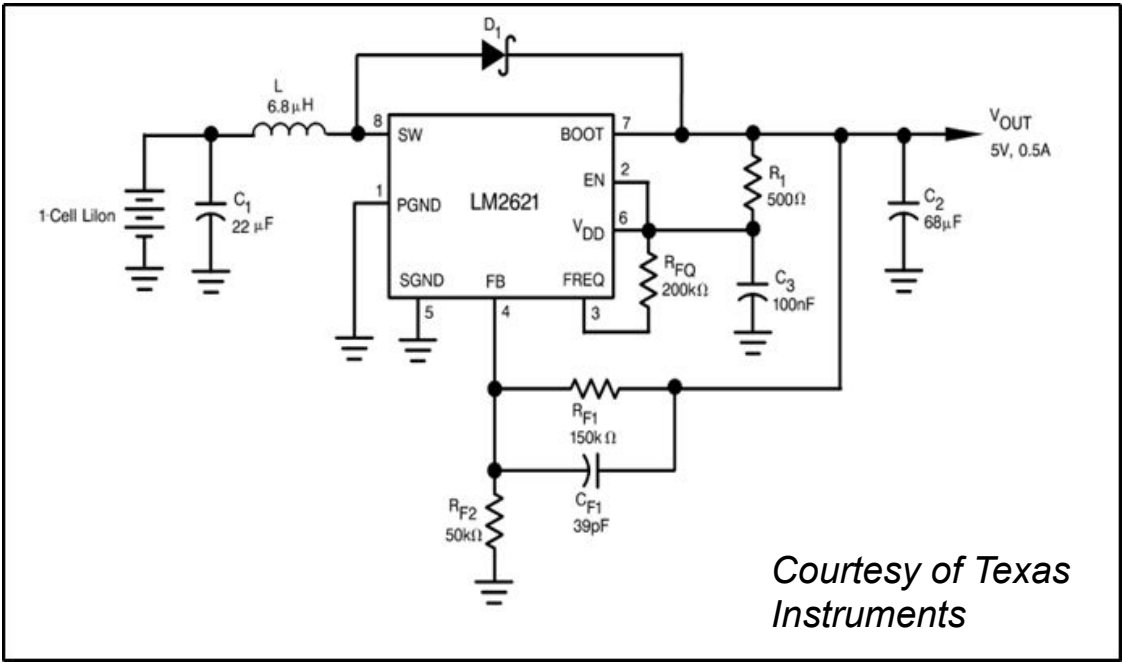 D1
L
6.8μH
8
SW
BOOT
7
VOUT
5V, 0.5A
EN
2
R1
500Ω
1
PGND
LM2621
C1
22 μF
1-Cell LiIon
VDD
6
C2
68μF
RFQ
200kΩ
SGND
FB
FREQ
C3
100nF
5
4
3
RF1
150kΩ
CF1
39pF
RF2
50kΩ
Courtesy of Texas
Instruments